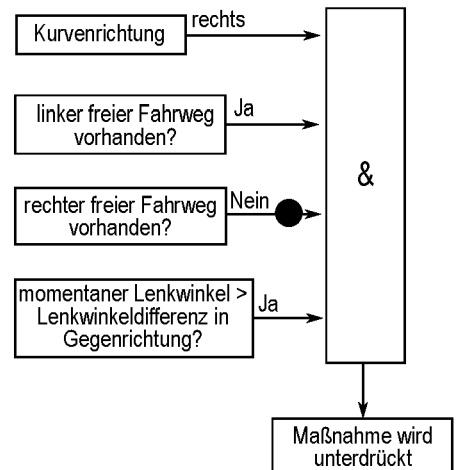 Kurvenrichtung
rechts
linker freier Fahrweg
vorhanden?
Ja
rechter freier Fahrweg
vorhanden?
Nein
momentaner Lenkwinkel >
Lenkwinkeldifferenz in
Gegenrichtung?
Ja
&
Maßnahme wird
unterdrückt